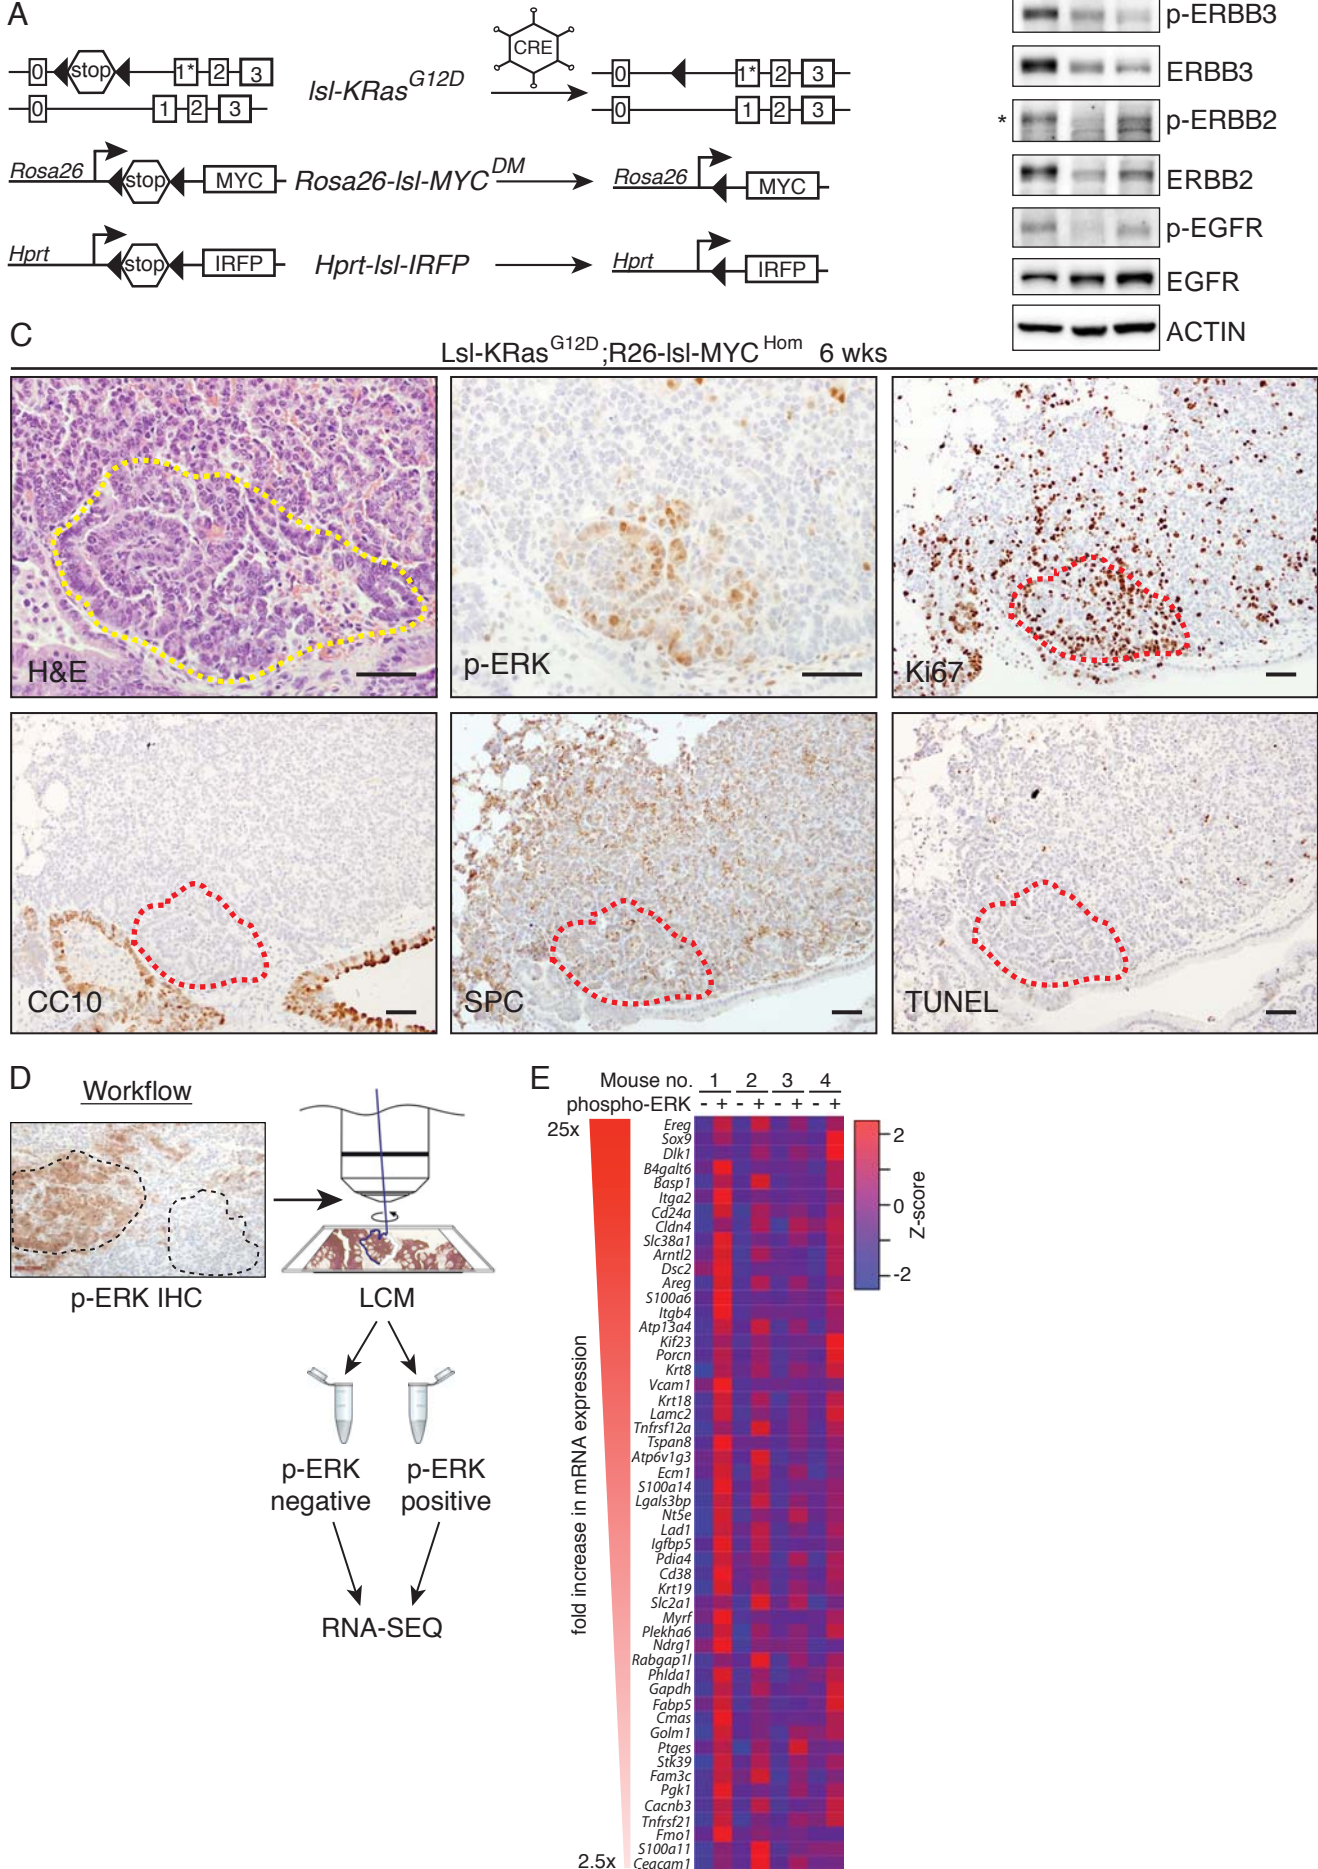 A
0 stop 1* 2 3
0 1 2 3
lsl-KRas^G12D
CRE
0 1* 2 3
0 1 2 3
Rosa26 stop MYC
Rosa26-lsl-MYC^DM
Rosa26 MYC
Hprt stop IRFP
Hprt-lsl-IRFP
Hprt IRFP
p-ERBB3
ERBB3
* p-ERBB2
ERBB2
p-EGFR
EGFR
ACTIN
C
Lsl-KRas^G12D;R26-lsl-MYC^Hom 6 wks
H&E
p-ERK
Ki67
CC10
SPC
TUNEL
D
Workflow
p-ERK IHC
LCM
p-ERK negative
p-ERK positive
RNA-SEQ
E
Mouse no. 1 2 3 4
phospho-ERK - + - + - + - +
25x
fold increase in mRNA expression
2.5x
Ereg
Sox9
Dlk1
B4galt6
Basp1
Itga2
Cd24a
Cldn4
Slc38a1
Arntl2
Dsc2
Areg
S100a6
Itgb4
Atp13a4
Kif23
Porcn
Krt8
Vcam1
Krt18
Lamc2
Tnfrsf12a
Tspan8
Atp6v1g3
Ecm1
S100a14
Lgals3bp
Nt5e
Lad1
Igfbp5
Pdia4
Cd38
Krt19
Slc2a1
Myrf
Plekha6
Ndrg1
Rabgap1l
Phlda1
Gapdh
Fabp5
Cmas
Golm1
Ptges
Stk39
Fam3c
Pgk1
Cacnb3
Tnfrsf21
Fmo1
S100a11
Ceacam1
2
0
-2
Z-score